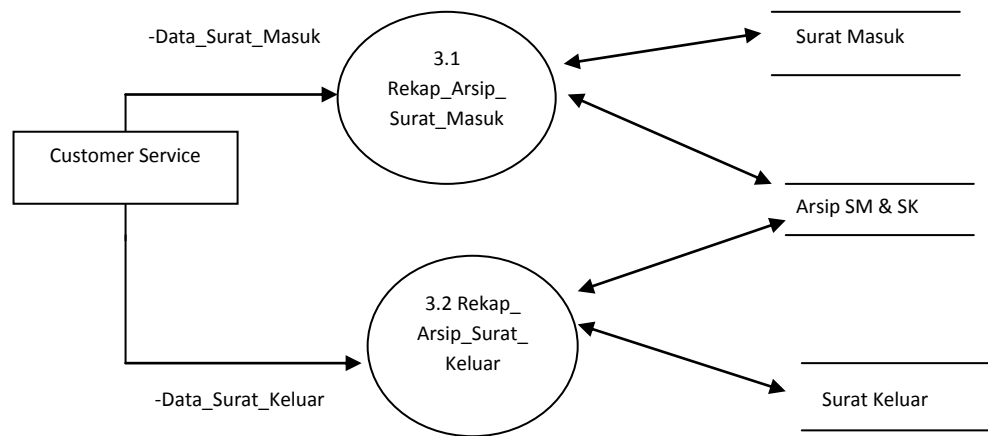 -Data_Surat_Masuk
3.1
Rekap_Arsip_
Surat_Masuk
Surat Masuk
Customer Service
Arsip SM & SK
3.2 Rekap_
Arsip_Surat_
Keluar
-Data_Surat_Keluar
Surat Keluar